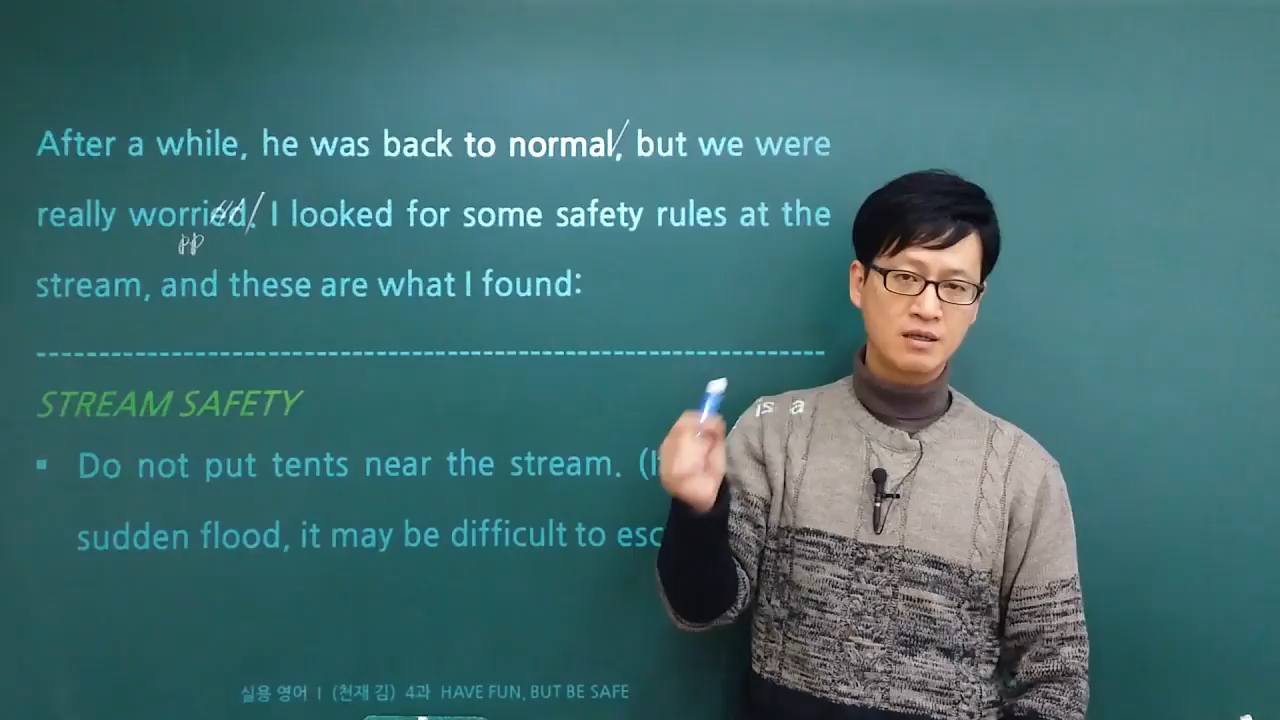 After a while, he was back to normal, but we were
really worried. I looked for some safety rules at the
pp
stream, and these are what I found:
STREAM SAFETY
▪ Do not put tents near the stream. is a
sudden flood, it may be difficult to
실용 영어 I (천재 김) 4과 HAVE FUN, BUT BE SAFE